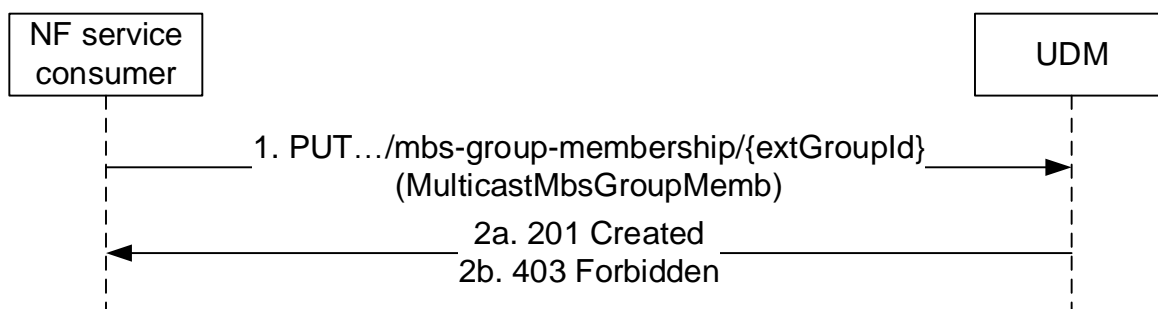 NF service
consumer
UDM
1. PUT…/mbs-group-membership/{extGroupId}
(MulticastMbsGroupMemb)
2a. 201 Created
2b. 403 Forbidden